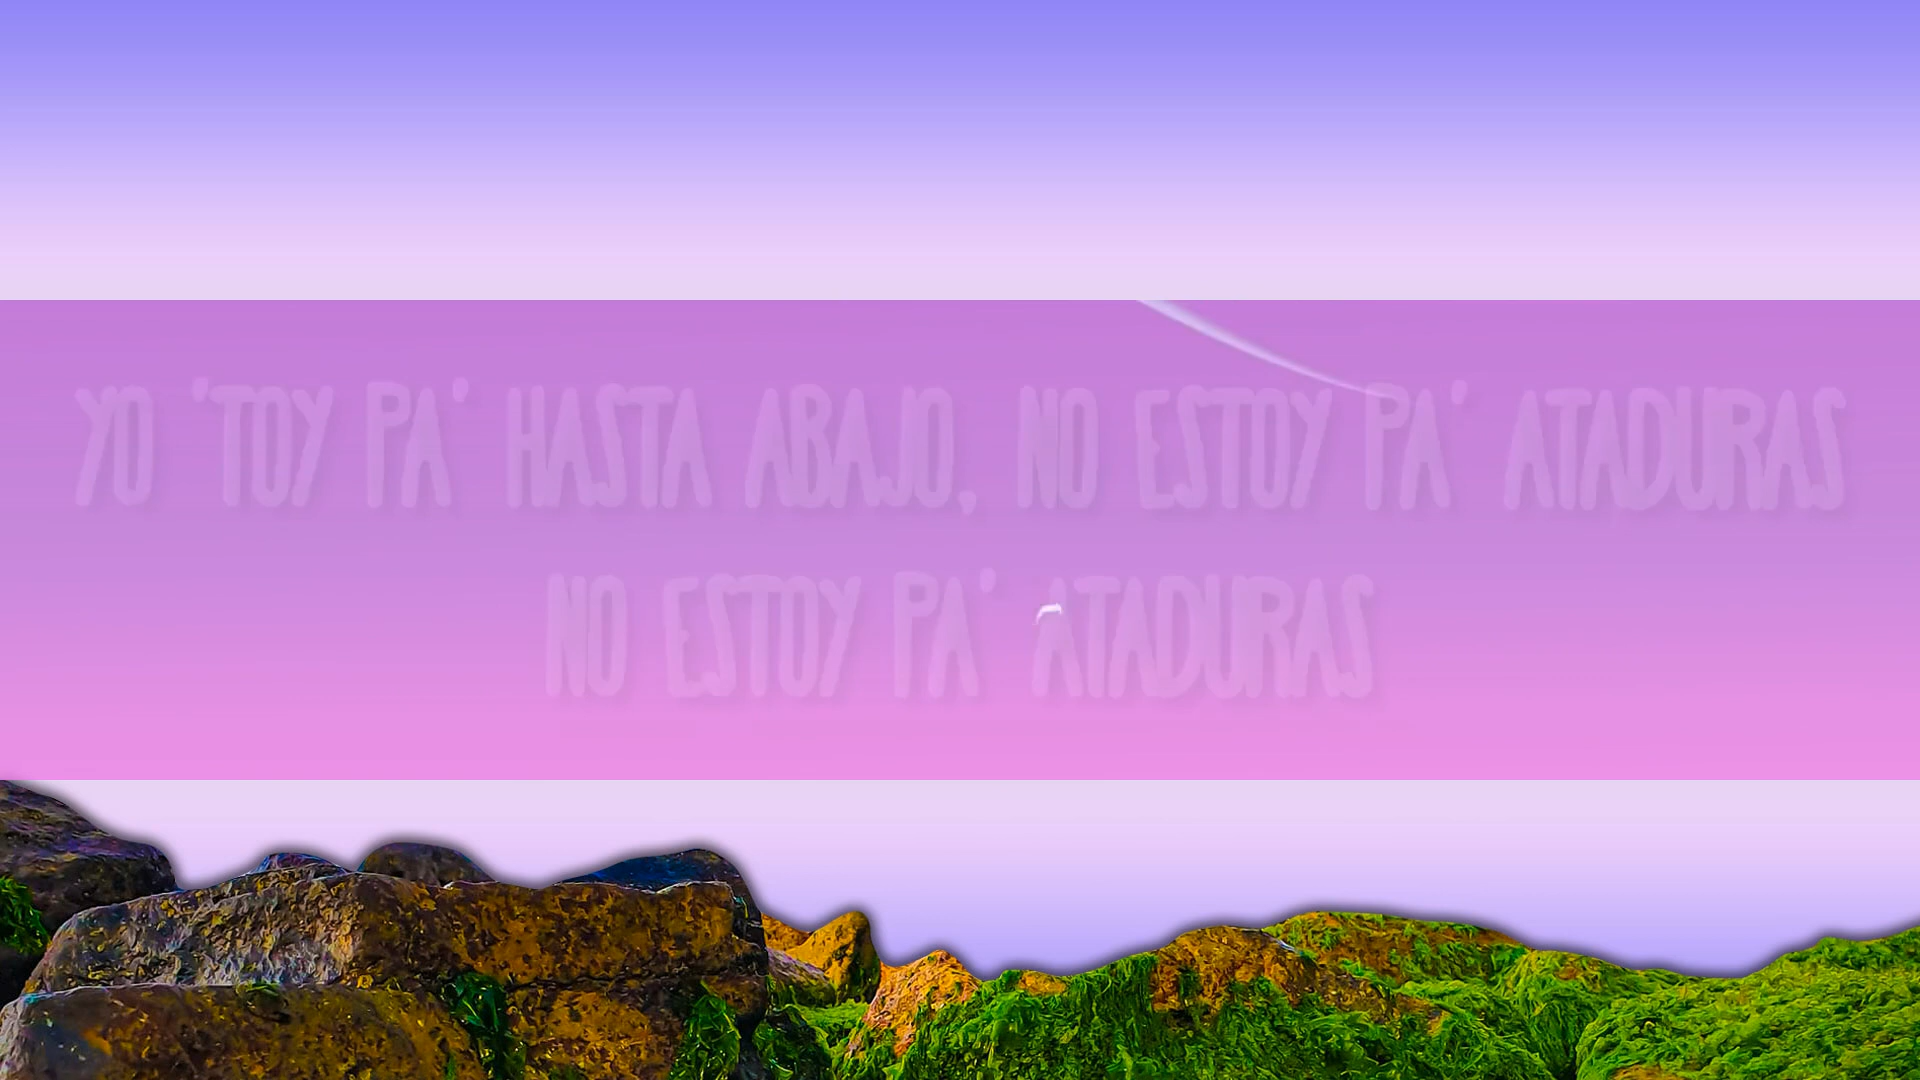 YO 'TOY PA' HASTA ABAJO, NO ESTOY PA' ATADURAS
NO ESTOY PA' ATADURAS